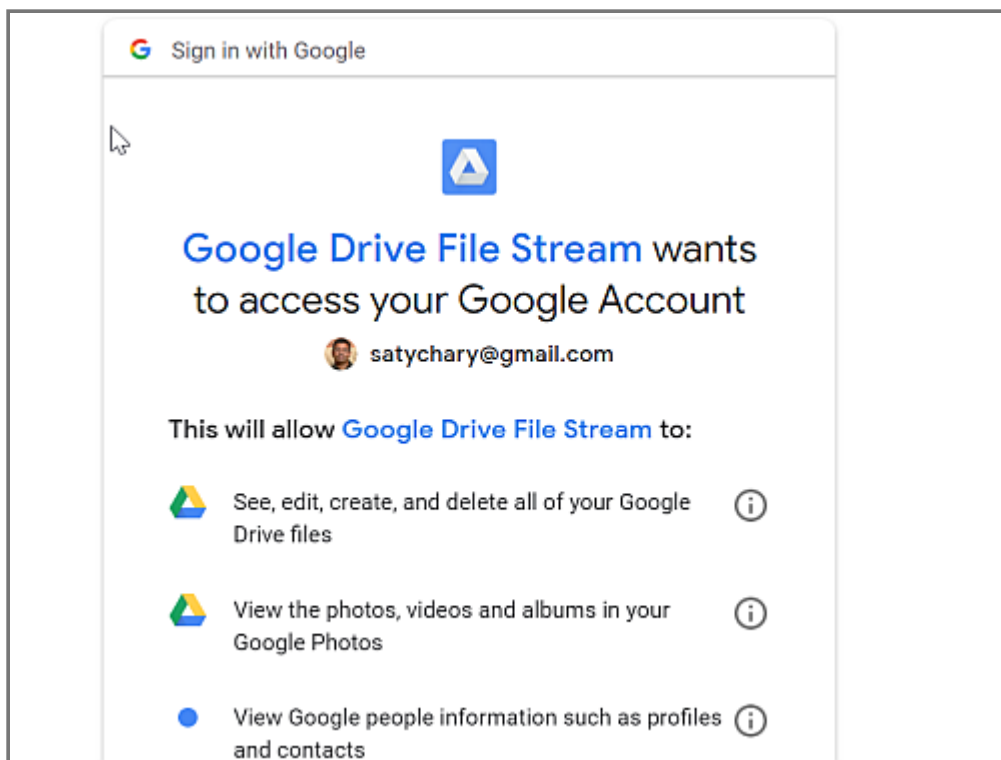 Sign in with Google
Google Drive File Stream wants
to access your Google Account
satychary@gmail.com
This will allow Google Drive File Stream to:
See, edit, create, and delete all of your Google
Drive files
View the photos, videos and albums in your
Google Photos
View Google people information such as profiles
and contacts